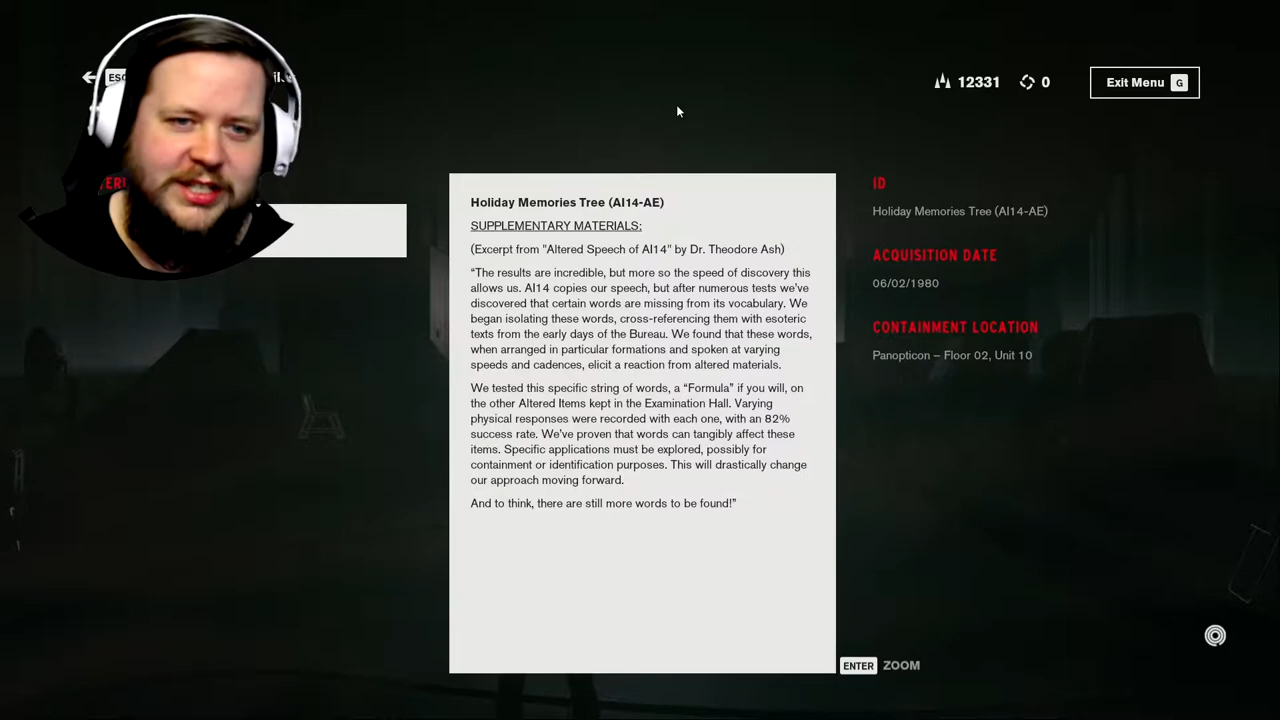 ESC
12331
0
Exit Menu G
Holiday Memories Tree (AI14-AE)
SUPPLEMENTARY MATERIALS:
(Excerpt from "Altered Speech of AI14" by Dr. Theodore Ash)
“The results are incredible, but more so the speed of discovery this
allows us. AI14 copies our speech, but after numerous tests we’ve
discovered that certain words are missing from its vocabulary. We
began isolating these words, cross-referencing them with esoteric
texts from the early days of the Bureau. We found that these words,
when arranged in particular formations and spoken at varying
speeds and cadences, elicit a reaction from altered materials.
We tested this specific string of words, a “Formula” if you will, on
the other Altered Items kept in the Examination Hall. Varying
physical responses were recorded with each one, with an 82%
success rate. We’ve proven that words can tangibly affect these
items. Specific applications must be explored, possibly for
containment or identification purposes. This will drastically change
our approach moving forward.
And to think, there are still more words to be found!”
ID
Holiday Memories Tree (AI14-AE)
ACQUISITION DATE
06/02/1980
CONTAINMENT LOCATION
Panopticon – Floor 02, Unit 10
ENTER ZOOM